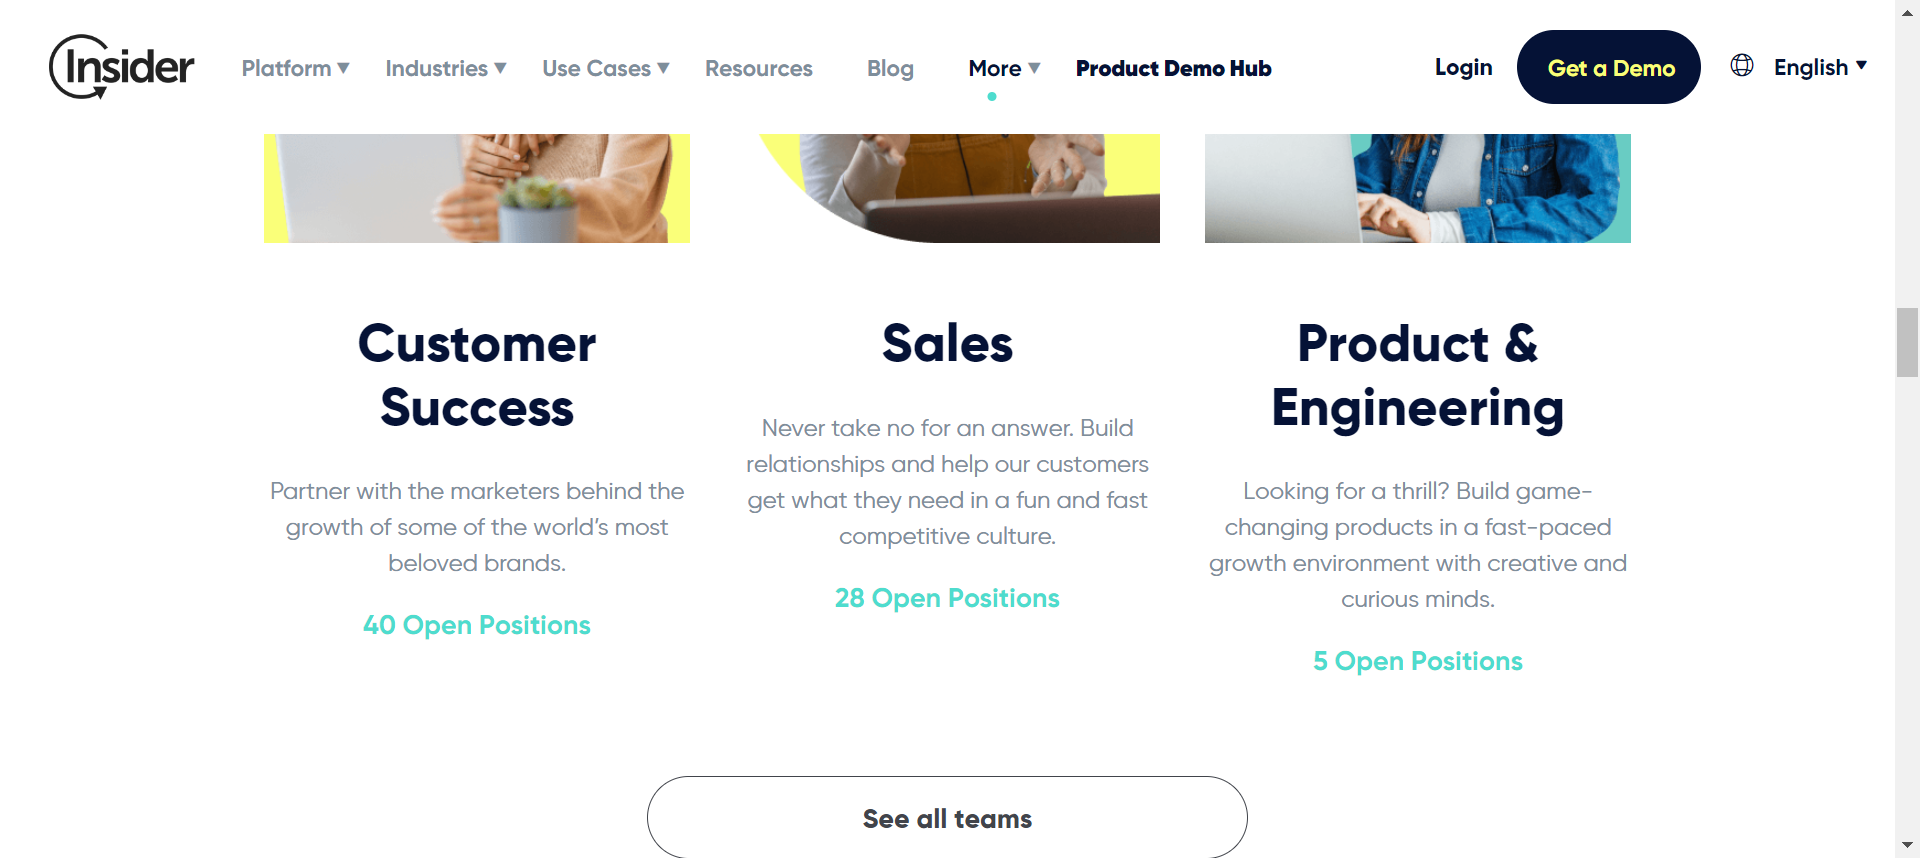 Insider
Platform ▼ Industries ▼ Use Cases ▼ Resources Blog More ▼ Product Demo Hub Login Get a Demo English ▼
Customer
Success
Partner with the marketers behind the
growth of some of the world’s most
beloved brands.
40 Open Positions
Sales
Never take no for an answer. Build
relationships and help our customers
get what they need in a fun and fast
competitive culture.
28 Open Positions
Product &
Engineering
Looking for a thrill? Build game-
changing products in a fast-paced
growth environment with creative and
curious minds.
5 Open Positions
See all teams